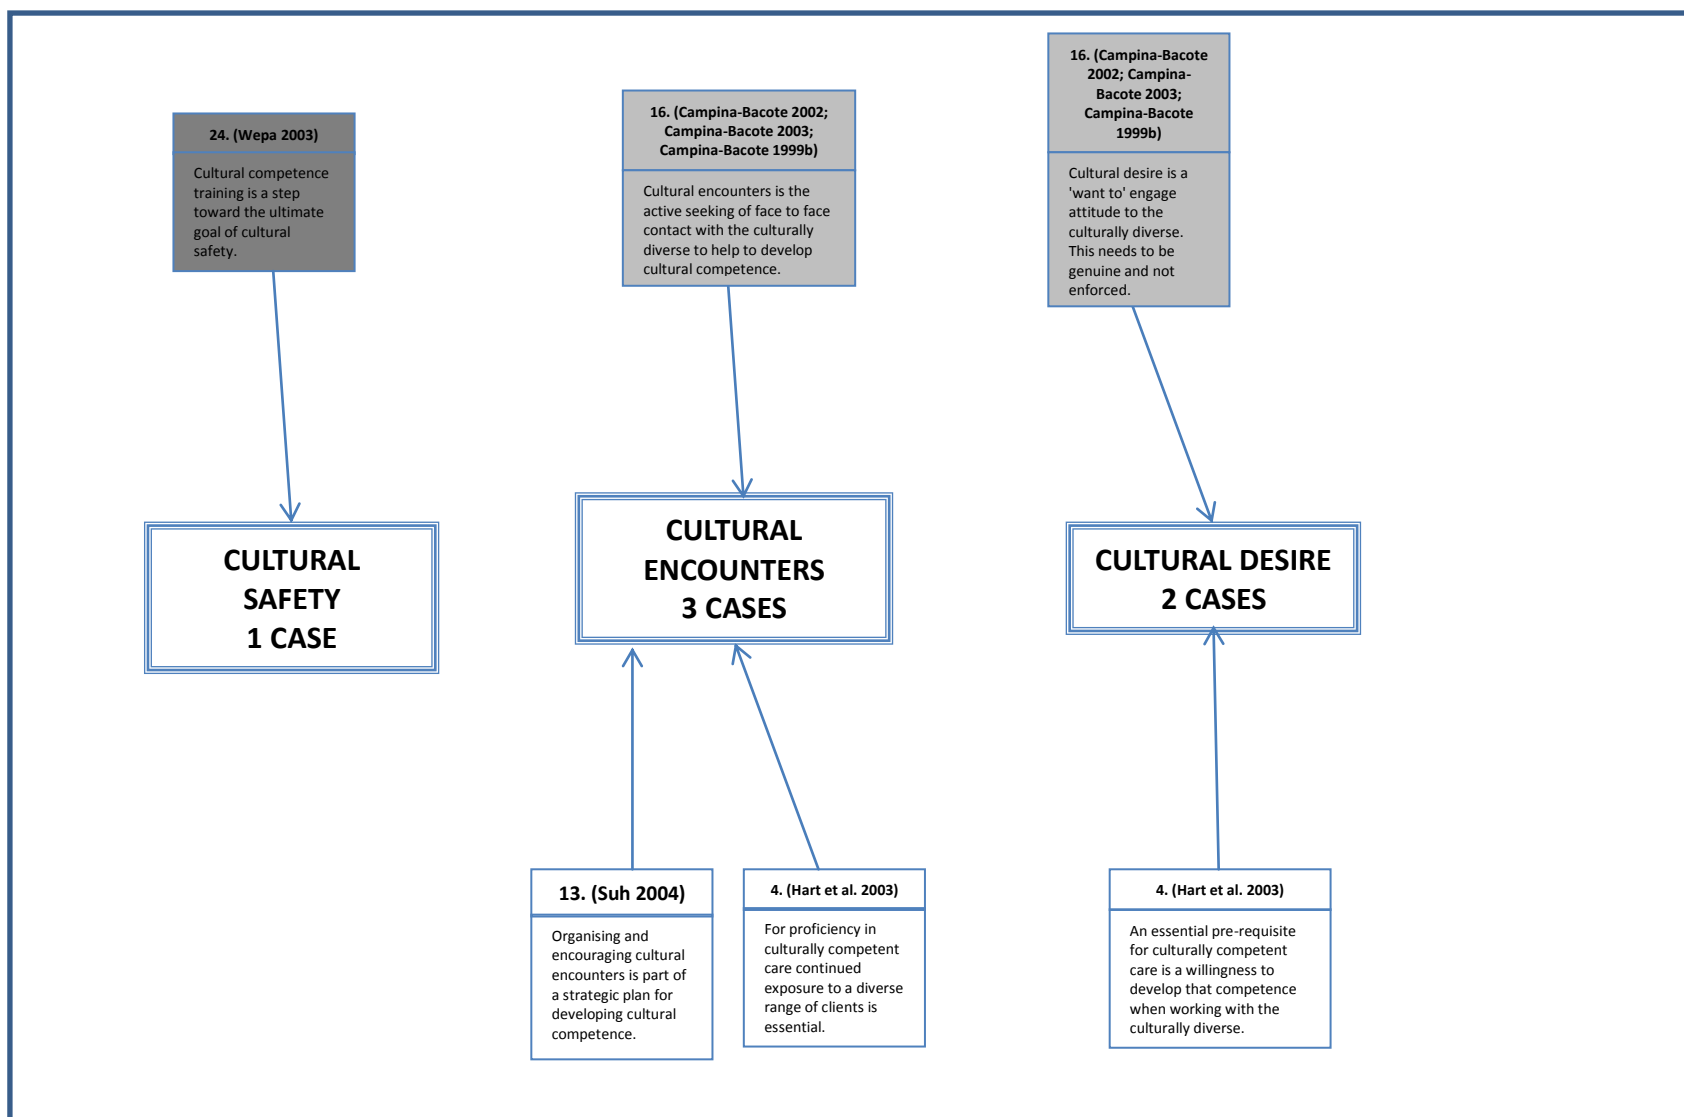 24. (Wepa 2003)
Cultural competence
training is a step
toward the ultimate
goal of cultural
safety.
16. (Campina-Bacote 2002;
Campina-Bacote 2003;
Campina-Bacote 1999b)
Cultural encounters is the
active seeking of face to face
contact with the culturally
diverse to help to develop
cultural competence.
16. (Campina-Bacote
2002; Campina-
Bacote 2003;
Campina-Bacote
1999b)
Cultural desire is a
'want to' engage
attitude to the
culturally diverse.
This needs to be
genuine and not
enforced.
CULTURAL
SAFETY
1 CASE
CULTURAL
ENCOUNTERS
3 CASES
CULTURAL DESIRE
2 CASES
13. (Suh 2004)
Organising and
encouraging cultural
encounters is part of
a strategic plan for
developing cultural
competence.
4. (Hart et al. 2003)
For proficiency in
culturally competent
care continued
exposure to a diverse
range of clients is
essential.
4. (Hart et al. 2003)
An essential pre-requisite
for culturally competent
care is a willingness to
develop that competence
when working with the
culturally diverse.